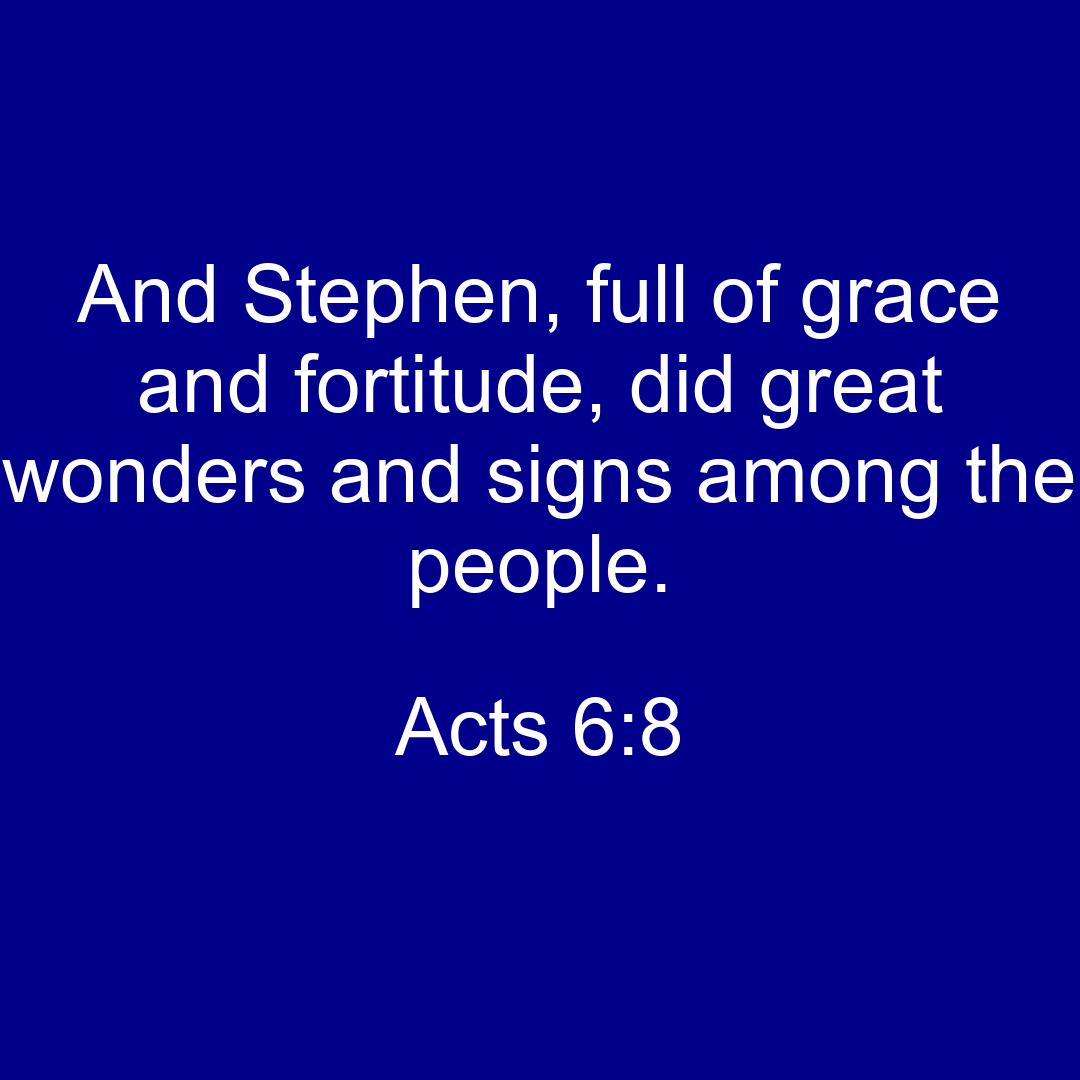 And Stephen, full of grace
and fortitude, did great
wonders and signs among the
people.
Acts 6:8